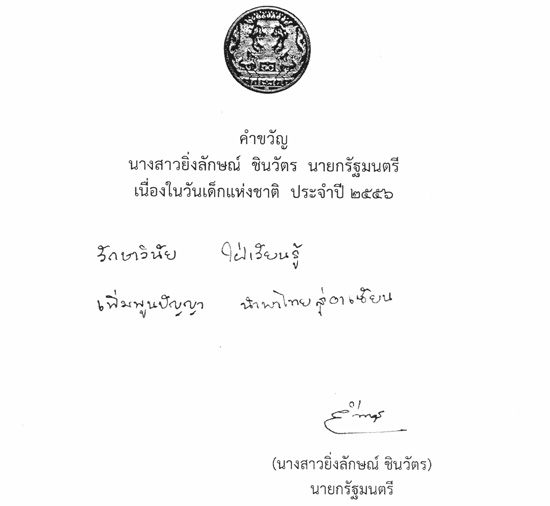 คำขวัญ
นางสาวยิ่งลักษณ์ ชินวัตร นายกรัฐมนตรี
เนื่องในวันเด็กแห่งชาติ ประจำปี ๒๕๕๖
รักษาวินัย ใฝ่เรียนรู้
เพิ่มพูนปัญญา นำพาไทยสู่อาเซียน
(นางสาวยิ่งลักษณ์ ชินวัตร)
นายกรัฐมนตรี